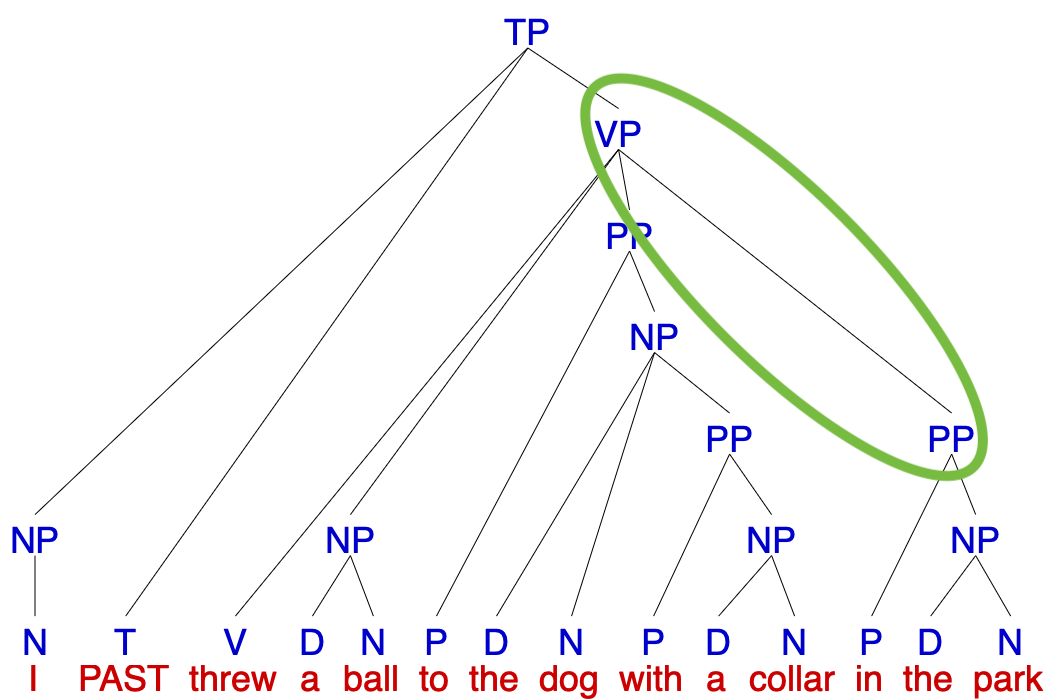 TP
VP
PP
NP
PP PP
NP NP NP NP
N T V D N P D N P D N P D N
I PAST threw a ball to the dog with a collar in the park